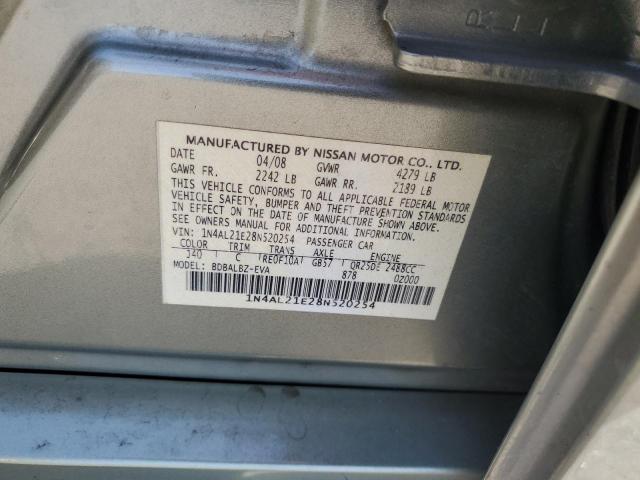 MANUFACTURED BY NISSAN MOTOR CO., LTD.
DATE 04/08 GVWR 4279 LB
GAWR FR. 2242 LB GAWR RR. 2189 LB
THIS VEHICLE CONFORMS TO ALL APPLICABLE FEDERAL MOTOR
VEHICLE SAFETY, BUMPER AND THEFT PREVENTION STANDARDS
IN EFFECT ON THE DATE OF MANUFACTURE SHOWN ABOVE.
SEE OWNERS MANUAL FOR ADDITIONAL INFORMATION.
VIN: 1N4AL21E28N520254 PASSENGER CAR
COLOR TRIM TRANS AXLE ENGINE
J40 C RE0F10A GB57 QR25DE 2488CC
MODEL: BDBALBZ-EVA 878 0Z000
1N4AL21E28N520254